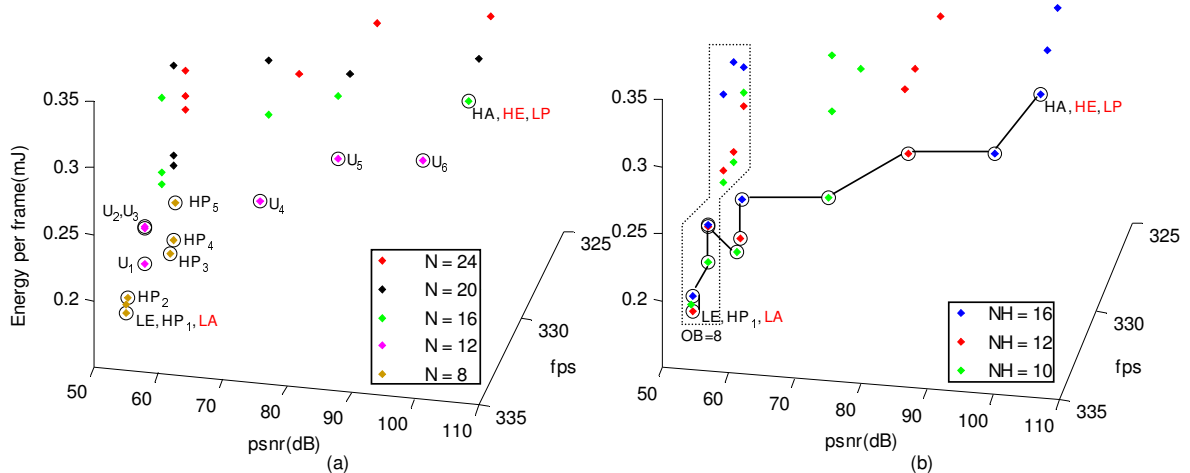 (a)
Energy per frame(mJ)
0.35
0.3
0.25
0.2
50
60
70
80
90
100
110
psnr(dB)
325
330
335
fps
HA, HE, LP
U5
U6
U4
U2,U3
U1
HP5
HP4
HP3
HP2
LE, HP1, LA
N = 24
N = 20
N = 16
N = 12
N = 8
(a)
(b)
0.35
0.3
0.25
0.2
50
60
70
80
90
100
110
psnr(dB)
325
330
335
fps
HA, HE, LP
LE, HP1, LA
OB=8
NH = 16
NH = 12
NH = 10
(b)